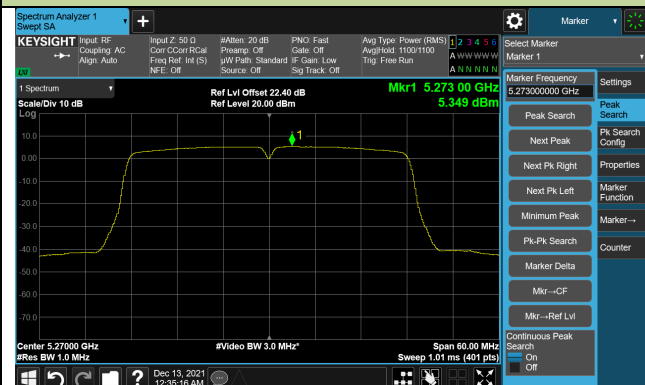 Spectrum Analyzer 1
Swept SA
+
Marker
KEYSIGHT
Input: RF
Coupling: AC
Align: Auto
Input Z: 50 Ω
Corr CCorr RCal
Freq Ref: Int (S)
NFE: Off
#Atten: 20 dB
Preamp: Off
µW Path: Standard
Source: Off
PNO: Fast
Gate: Off
IF Gain: Low
Sig Track: Off
Avg Type: Power (RMS)
Avg|Hold: 1100/1100
Trig: Free Run
1 2 3 4 5 6
A W W W W W
A N N N N N
LXI
Select Marker
Marker 1
1 Spectrum
Scale/Div 10 dB
Log
Ref Lvl Offset 22.40 dB
Ref Level 20.00 dBm
Mkr1 5.273 00 GHz
5.349 dBm
1
10.0
0.00
-10.0
-20.0
-30.0
-40.0
-50.0
-60.0
-70.0
Center 5.27000 GHz
#Res BW 1.0 MHz
#Video BW 3.0 MHz*
Span 60.00 MHz
Sweep 1.01 ms (401 pts)
Marker Frequency
5.273000000 GHz
Peak Search
Next Peak
Next Pk Right
Next Pk Left
Minimum Peak
Pk-Pk Search
Marker Delta
Mkr→CF
Mkr→Ref Lvl
Continuous Peak
Search
On
Off
Settings
Peak
Search
Pk Search
Config
Properties
Marker
Function
Marker→
Counter
?
Dec 13, 2021
12:35:16 AM